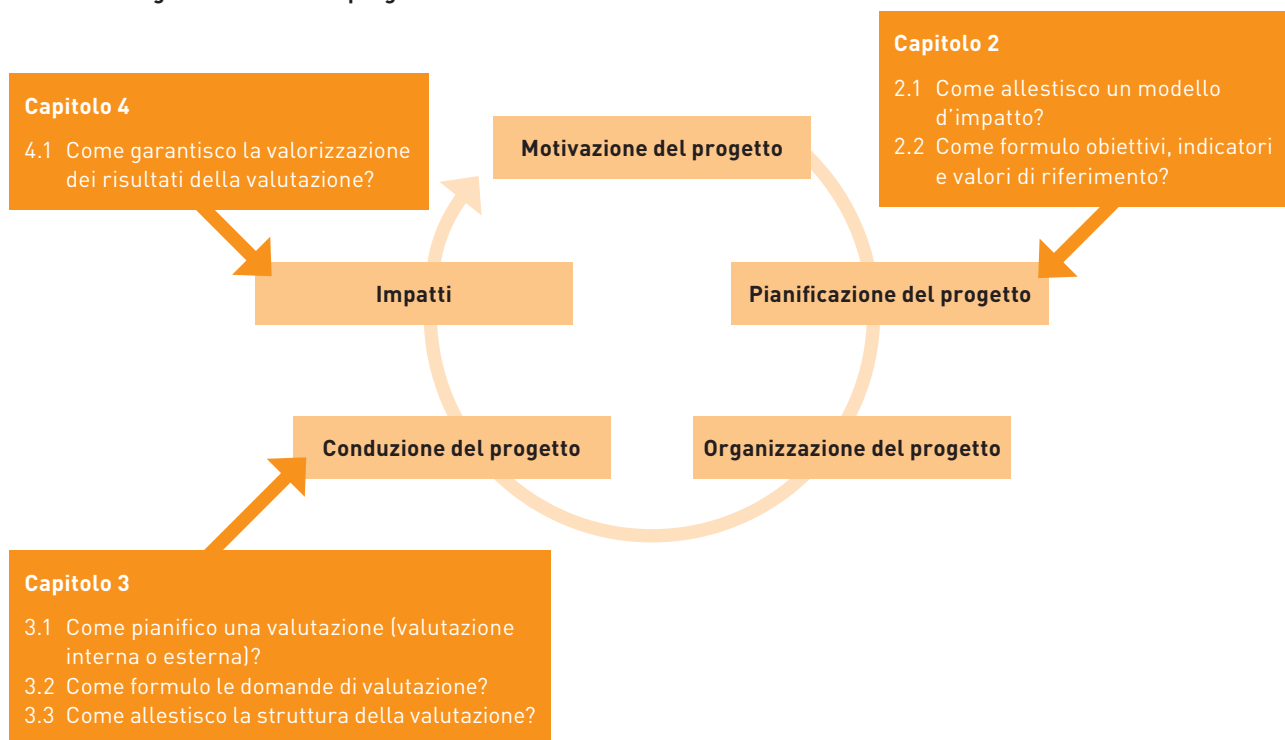 Capitolo 2
2.1 Come allestisco un modello
d'impatto?
2.2 Come formulo obiettivi, indicatori
e valori di riferimento?
Capitolo 4
4.1 Come garantisco la valorizzazione
dei risultati della valutazione?
Motivazione del progetto
Impatti
Pianificazione del progetto
Conduzione del progetto
Organizzazione del progetto
Capitolo 3
3.1 Come pianifico una valutazione (valutazione
interna o esterna)?
3.2 Come formulo le domande di valutazione?
3.3 Come allestisco la struttura della valutazione?